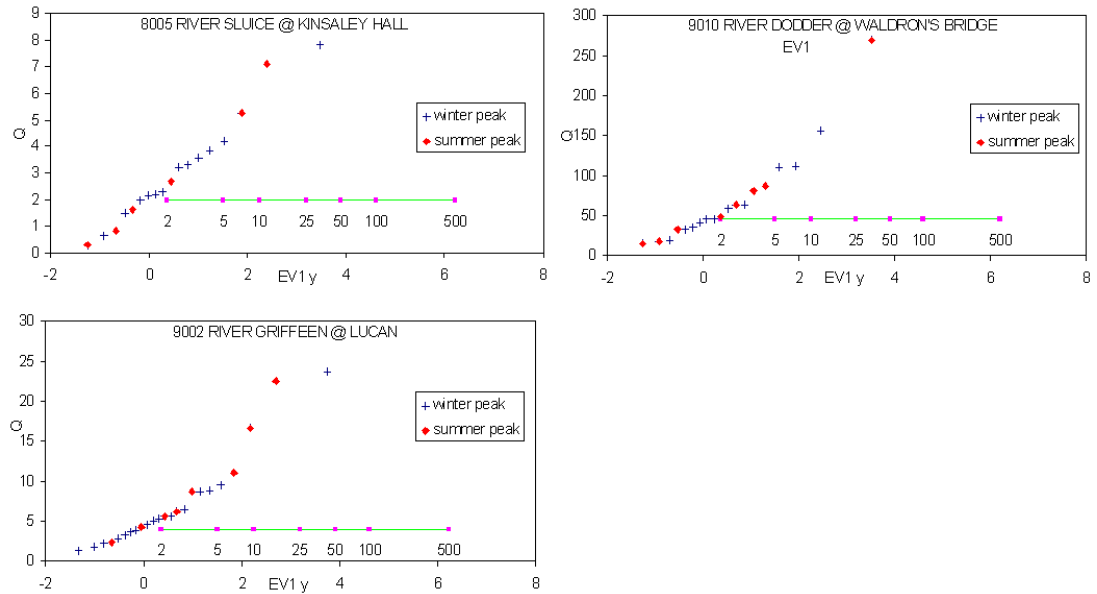 8005 RIVER SLUICE @ KINSALEY HALL
9
8
7
6
5
4
3
2
1
0
Q
winter peak
summer peak
2 5 10 25 50 100 500
-2 0 2 4 6 8
EV1 y
9010 RIVER DODDER @ WALDRON'S BRIDGE
EV1
300
250
200
150
100
50
0
Q
winter peak
summer peak
2 5 10 25 50 100 500
-2 0 2 4 6 8
EV1 y
9002 RIVER GRIFFEEN @ LUCAN
30
25
20
15
10
5
0
Q
winter peak
summer peak
2 5 10 25 50 100 500
-2 0 2 4 6 8
EV1 y